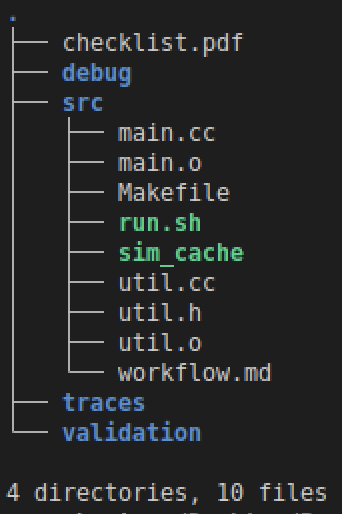 .
checklist.pdf
debug
src
main.cc
main.o
Makefile
run.sh
sim_cache
util.cc
util.h
util.o
workflow.md
traces
validation
4 directories, 10 files